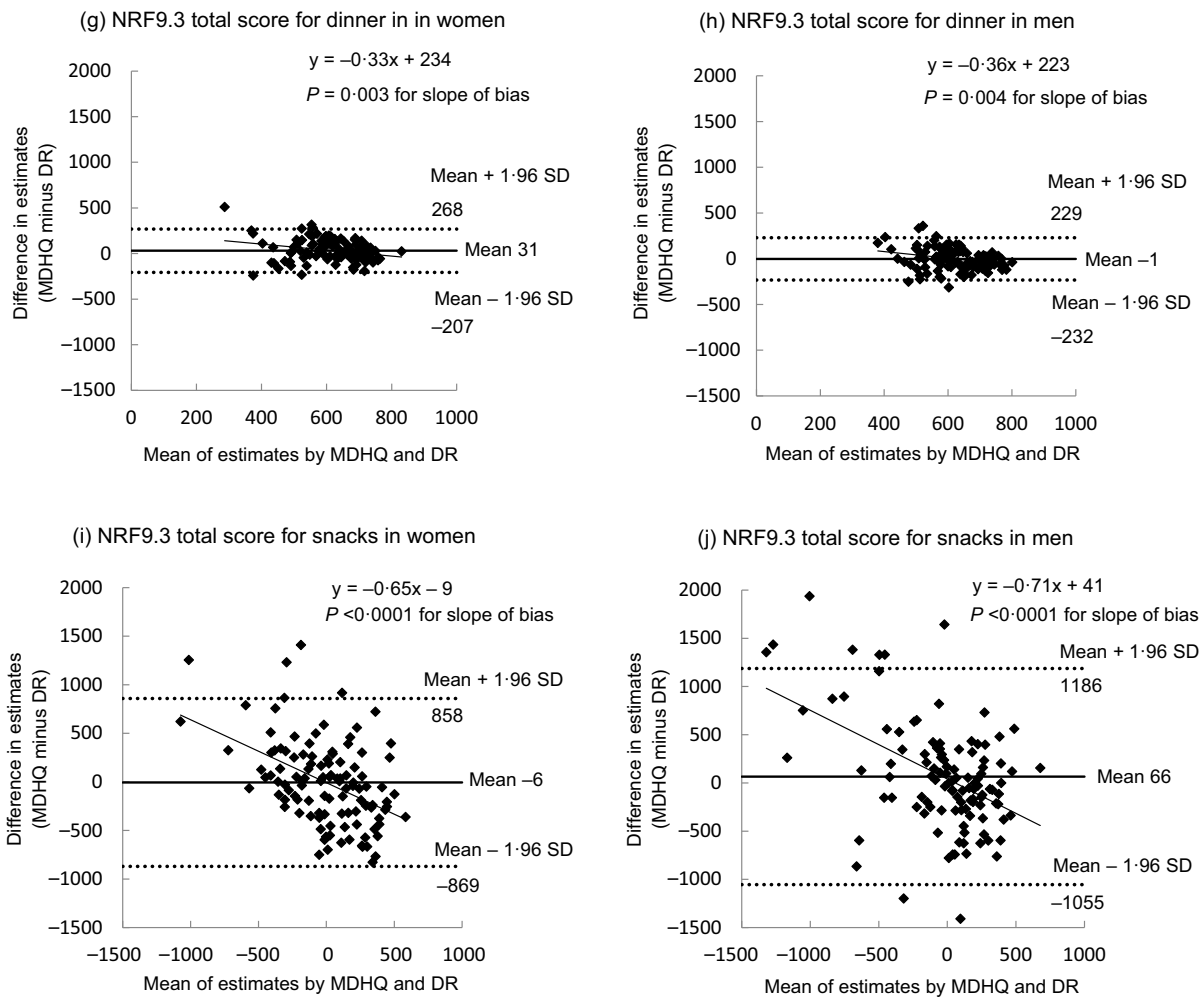 (g) NRF9.3 total score for dinner in in women
y = –0·33x + 234
P = 0·003 for slope of bias
2000
1500
1000
500
0
–500
–1000
–1500
Difference in estimates
(MDHQ minus DR)
Mean + 1·96 SD
268
Mean 31
Mean – 1·96 SD
–207
0 200 400 600 800 1000
Mean of estimates by MDHQ and DR
(h) NRF9.3 total score for dinner in men
y = –0·36x + 223
P = 0·004 for slope of bias
2000
1500
1000
500
0
–500
–1000
–1500
Difference in estimates
(MDHQ minus DR)
Mean + 1·96 SD
229
Mean –1
Mean – 1·96 SD
–232
0 200 400 600 800 1000
Mean of estimates by MDHQ and DR
(i) NRF9.3 total score for snacks in women
y = –0·65x – 9
P <0·0001 for slope of bias
2000
1500
1000
500
0
–500
–1000
–1500
Difference in estimates
(MDHQ minus DR)
Mean + 1·96 SD
858
Mean –6
Mean – 1·96 SD
–869
–1500 –1000 –500 0 500 1000
Mean of estimates by MDHQ and DR
(j) NRF9.3 total score for snacks in men
y = –0·71x + 41
P <0·0001 for slope of bias
2000
1500
1000
500
0
–500
–1000
–1500
Difference in estimates
(MDHQ minus DR)
Mean + 1·96 SD
1186
Mean 66
Mean – 1·96 SD
–1055
–1500 –1000 –500 0 500 1000
Mean of estimates by MDHQ and DR